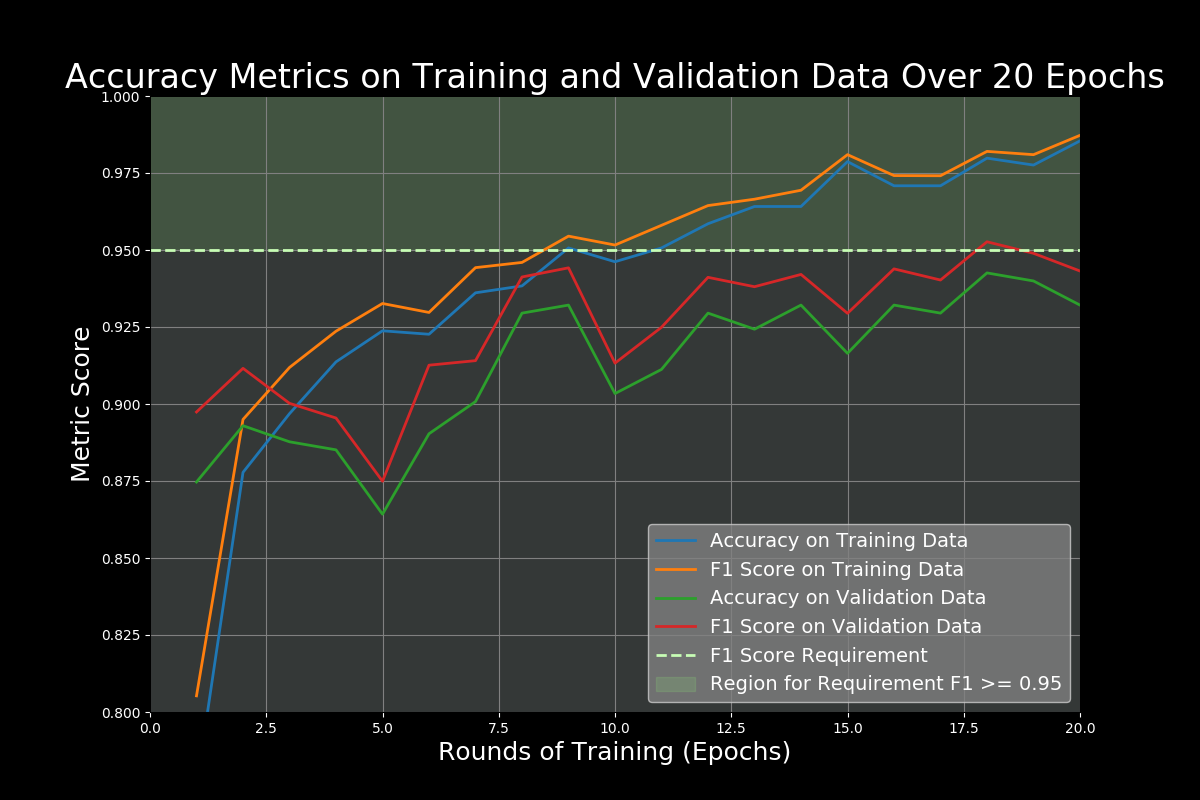 Accuracy Metrics on Training and Validation Data Over 20 Epochs
1.000
0.975
0.950
0.925
0.900
0.875
0.850
0.825
0.800
Metric Score
Accuracy on Training Data
F1 Score on Training Data
Accuracy on Validation Data
F1 Score on Validation Data
F1 Score Requirement
Region for Requirement F1 >= 0.95
0.0 2.5 5.0 7.5 10.0 12.5 15.0 17.5 20.0
Rounds of Training (Epochs)